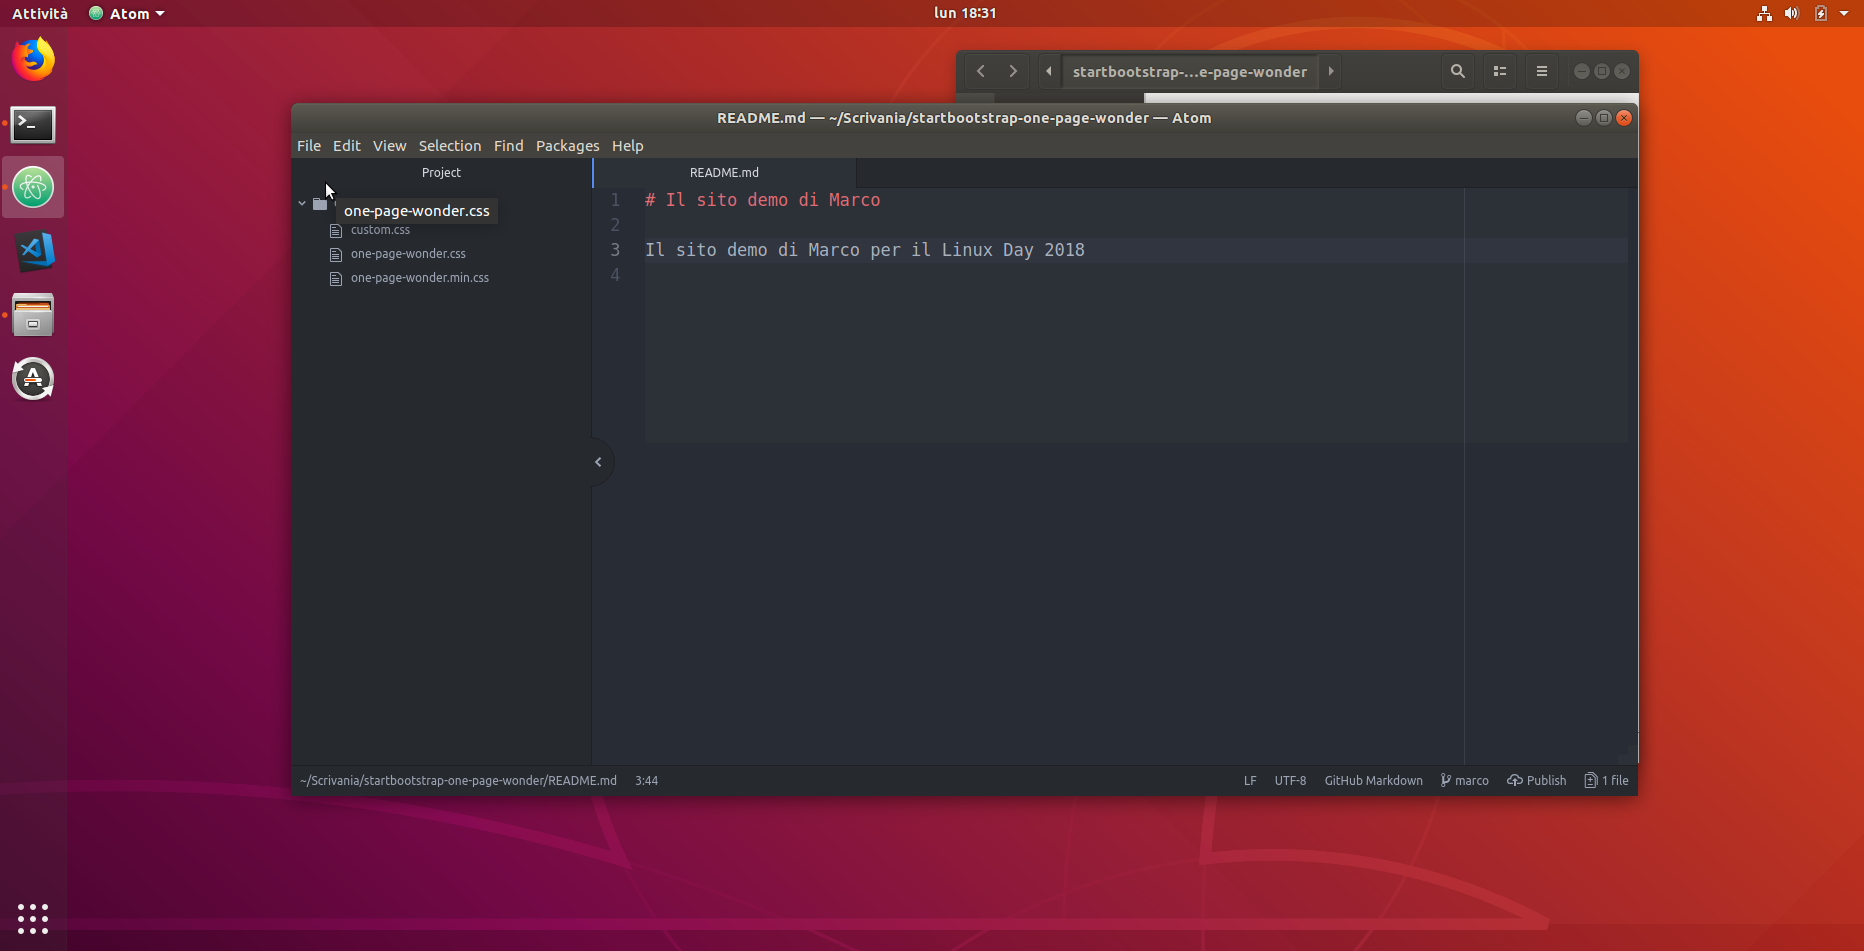 Attività Atom lun 18:31
startbootstrap-...e-page-wonder
README.md — ~/Scrivania/startbootstrap-one-page-wonder — Atom
File Edit View Selection Find Packages Help
Project README.md
one-page-wonder.css
custom.css
one-page-wonder.css
one-page-wonder.min.css
1 # Il sito demo di Marco
2
3 Il sito demo di Marco per il Linux Day 2018
4
~/Scrivania/startbootstrap-one-page-wonder/README.md 3:44 LF UTF-8 GitHub Markdown marco Publish 1 file